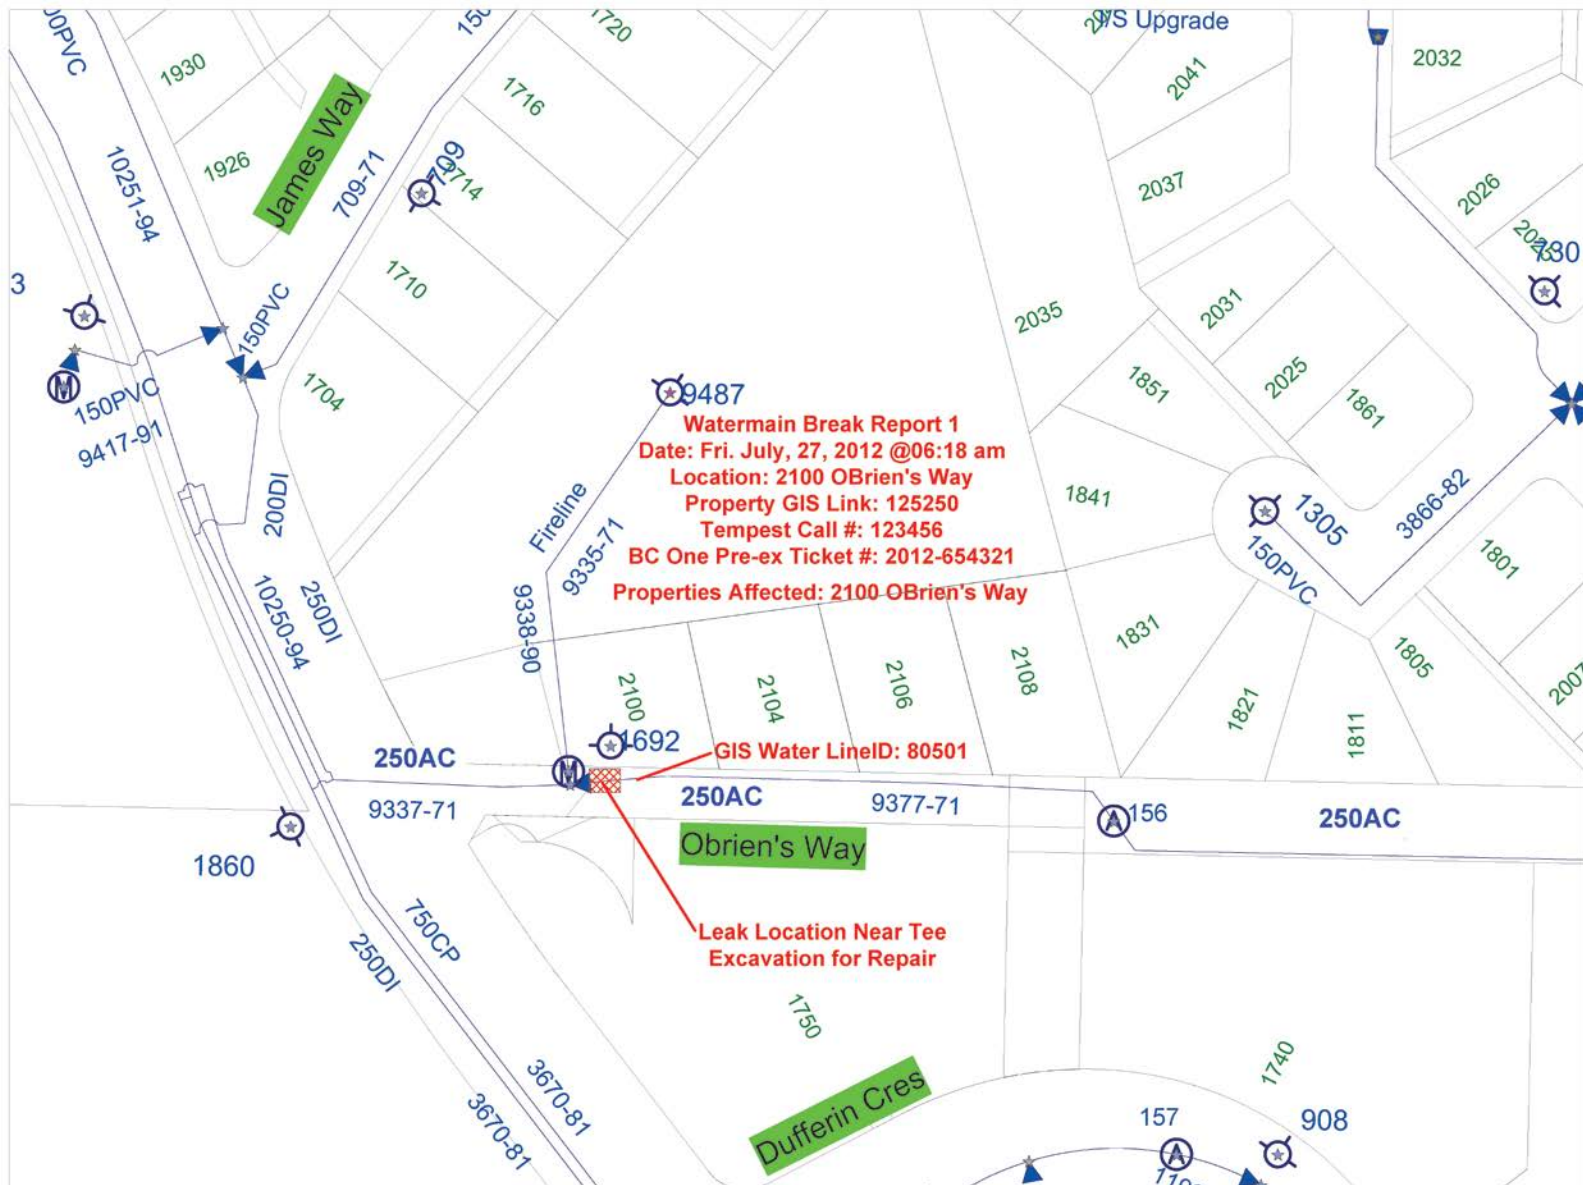 I/S Upgrade
1720
2032
1930
1716
2041
James Way
1926
10251-94
709-71
709
1714
2037
2026
730
3
1710
150PVC
2035
2031
1704
150PVC
9417-91
9487
1851
2025
1861
Watermain Break Report 1
Date: Fri. July, 27, 2012 @06:18 am
Location: 2100 OBrien's Way
Property GIS Link: 125250
Tempest Call #: 123456
BC One Pre-ex Ticket #: 2012-654321
Properties Affected: 2100 OBrien's Way
200DI
Fireline
9335-71
1841
1305
3866-82
150PVC
1801
250DI
10250-94
9338-90
1831
1805
2007
2100
2104
2106
2108
1821
1811
1692
250AC
GIS Water LineID: 80501
9337-71
250AC
9377-71
156
250AC
Obrien's Way
1860
750CP
250DI
Leak Location Near Tee
Excavation for Repair
1750
1740
3670-81
3670-81
Dufferin Cres
157
908